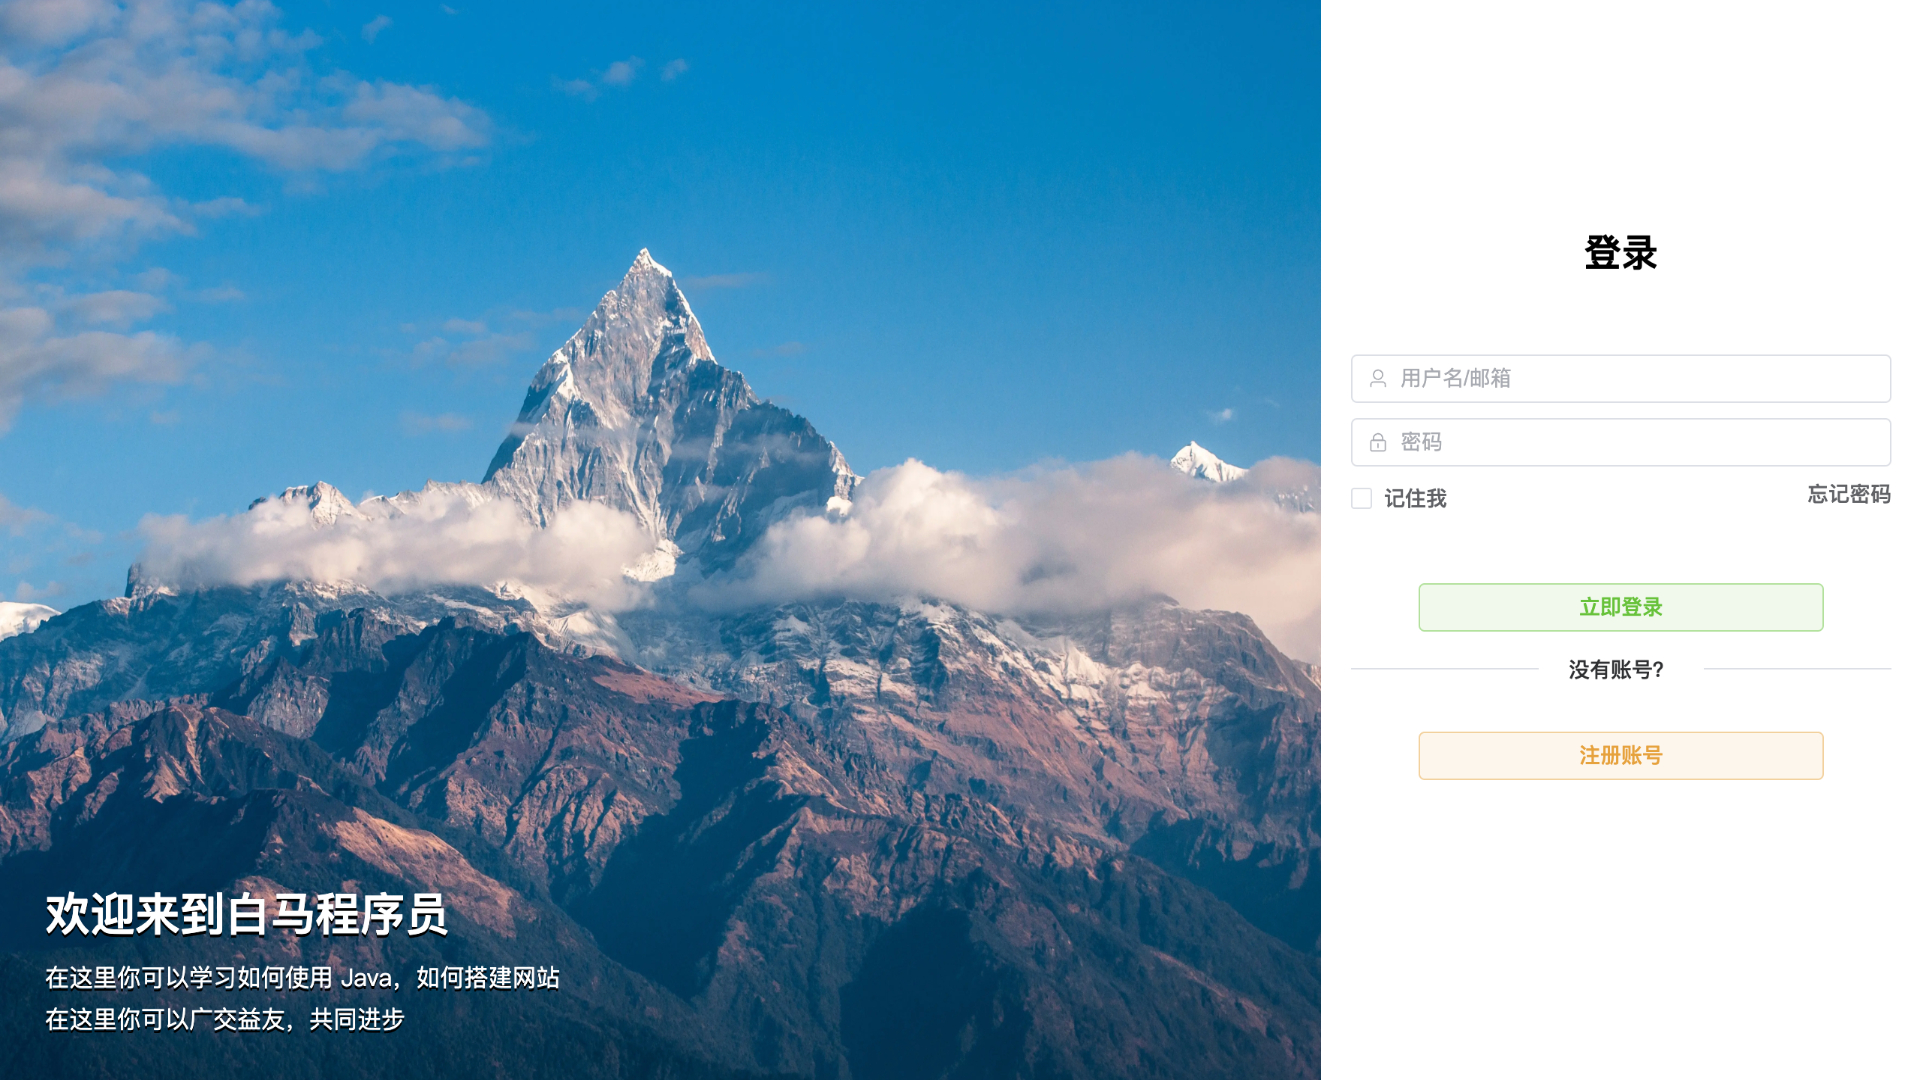 登录
用户名/邮箱
密码
记住我
忘记密码
立即登录
没有账号?
注册账号
欢迎来到白马程序员
在这里你可以学习如何使用 Java，如何搭建网站
在这里你可以广交益友，共同进步